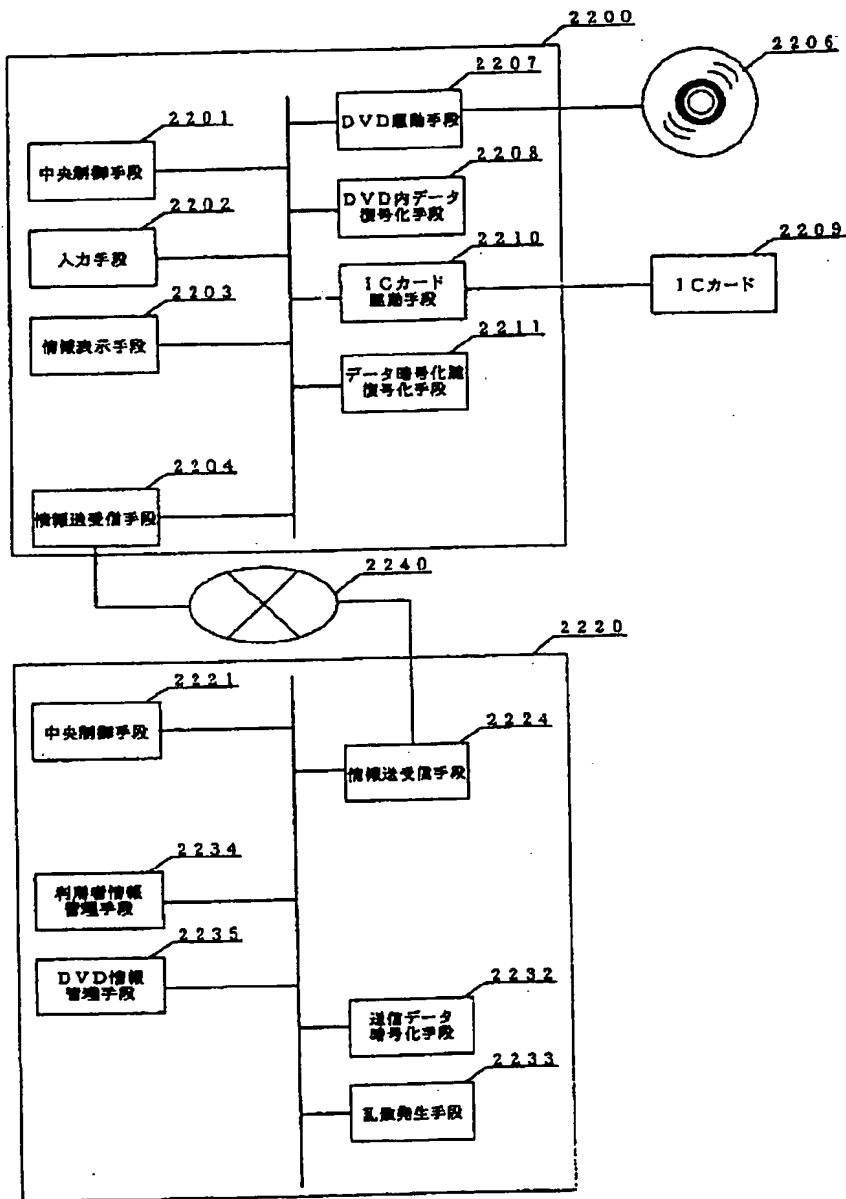 2200
2206
2207
DVD駆動手段
2201
中央制御手段
2208
DVD内データ
復号化手段
2202
入力手段
2210
ICカード
駆動手段
2209
ICカード
2203
情報表示手段
2211
データ暗号化鍵
復号化手段
2204
情報送受信手段
2240
2220
2221
中央制御手段
2224
情報送受信手段
2234
利用者情報
管理手段
2235
DVD情報
管理手段
2232
送信データ
暗号化手段
2233
乱数発生手段